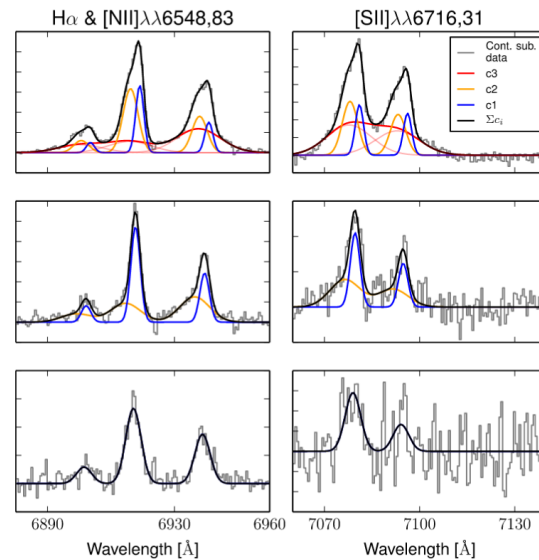 Hα & [NII]λλ6548,83
[SII]λλ6716,31
Cont. sub.
data
c3
c2
c1
Σcᵢ
6890 6930 6960
7070 7100 7130
Wavelength [Å]
Wavelength [Å]